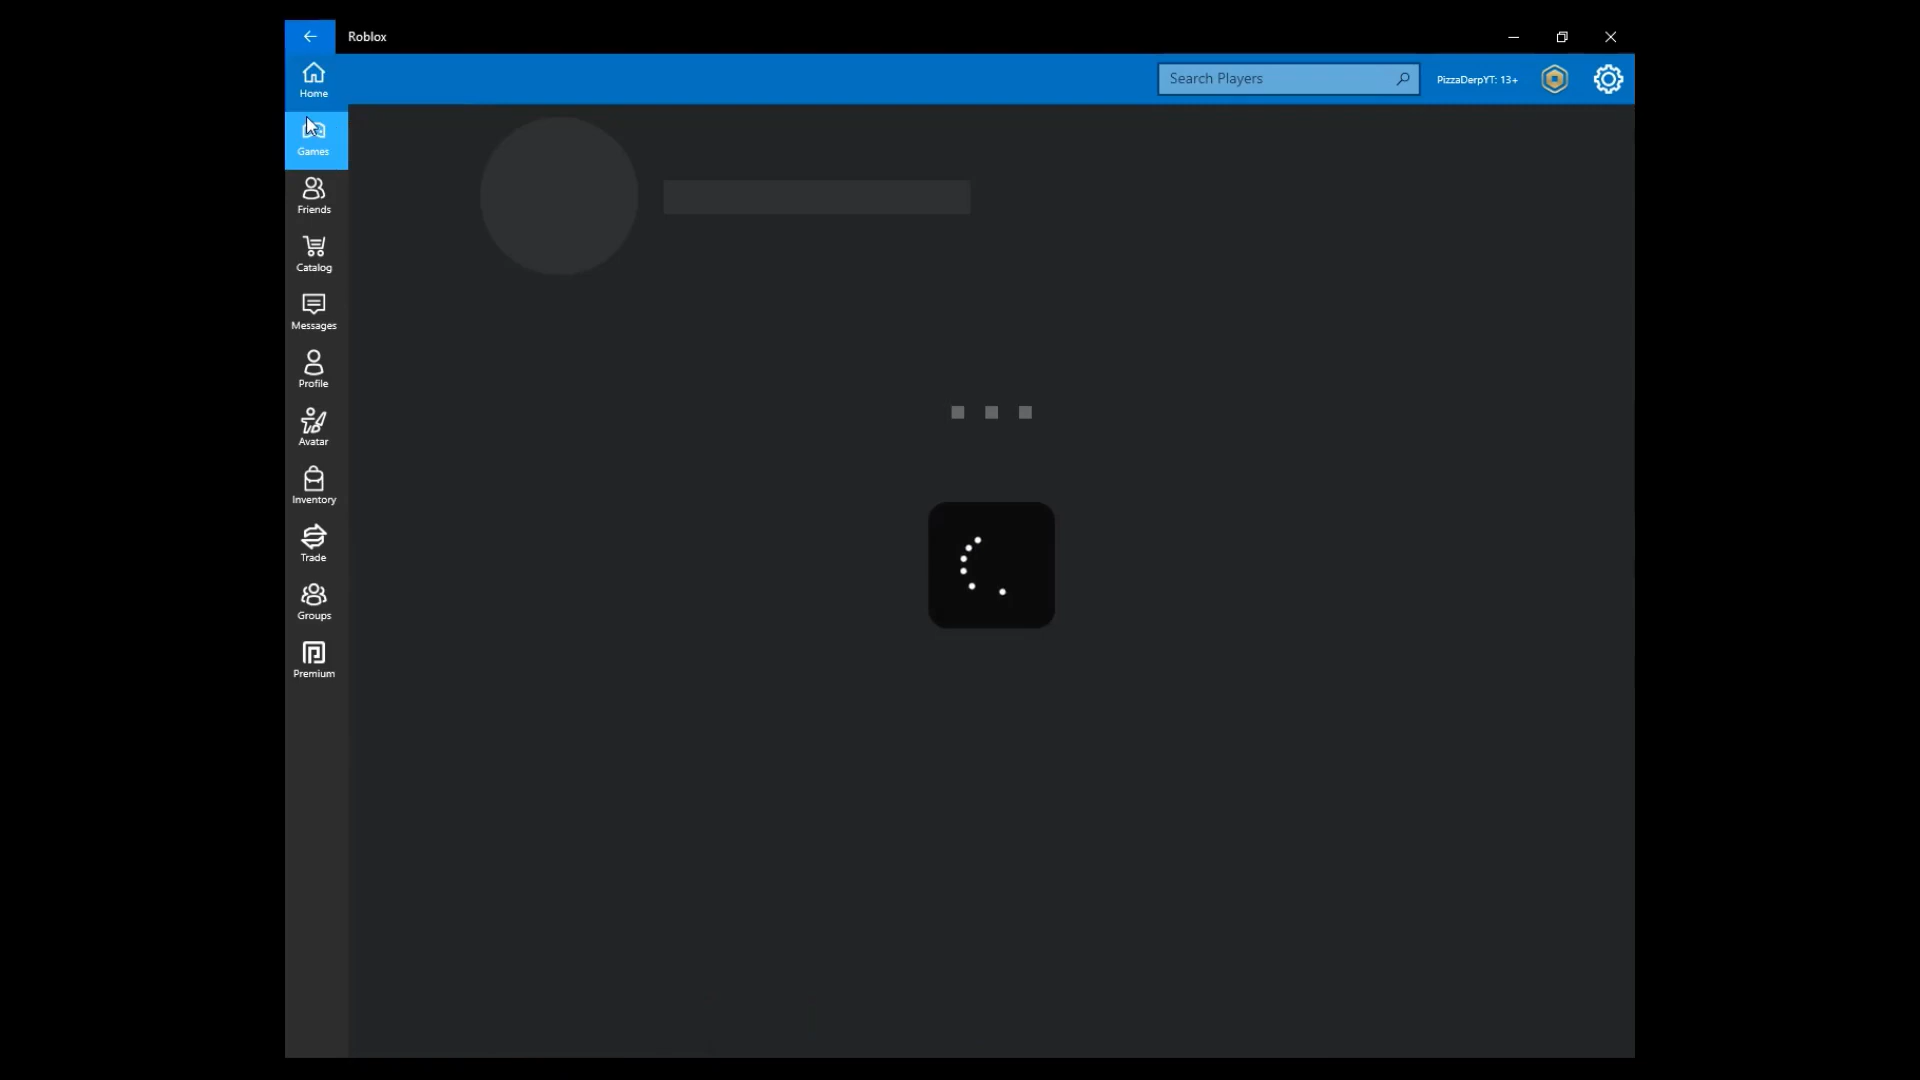 Roblox
Home
Search Players
PizzaDerpYT: 13+
Games
Friends
Catalog
Messages
Profile
Avatar
Inventory
Trade
Groups
Premium